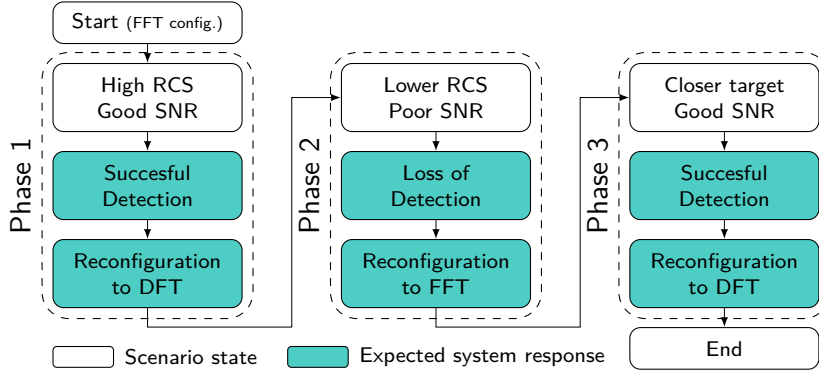 Start (FFT config.)
Phase 1
High RCS
Good SNR
Succesful
Detection
Reconfiguration
to DFT
Phase 2
Lower RCS
Poor SNR
Loss of
Detection
Reconfiguration
to FFT
Phase 3
Closer target
Good SNR
Succesful
Detection
Reconfiguration
to DFT
End
Scenario state
Expected system response